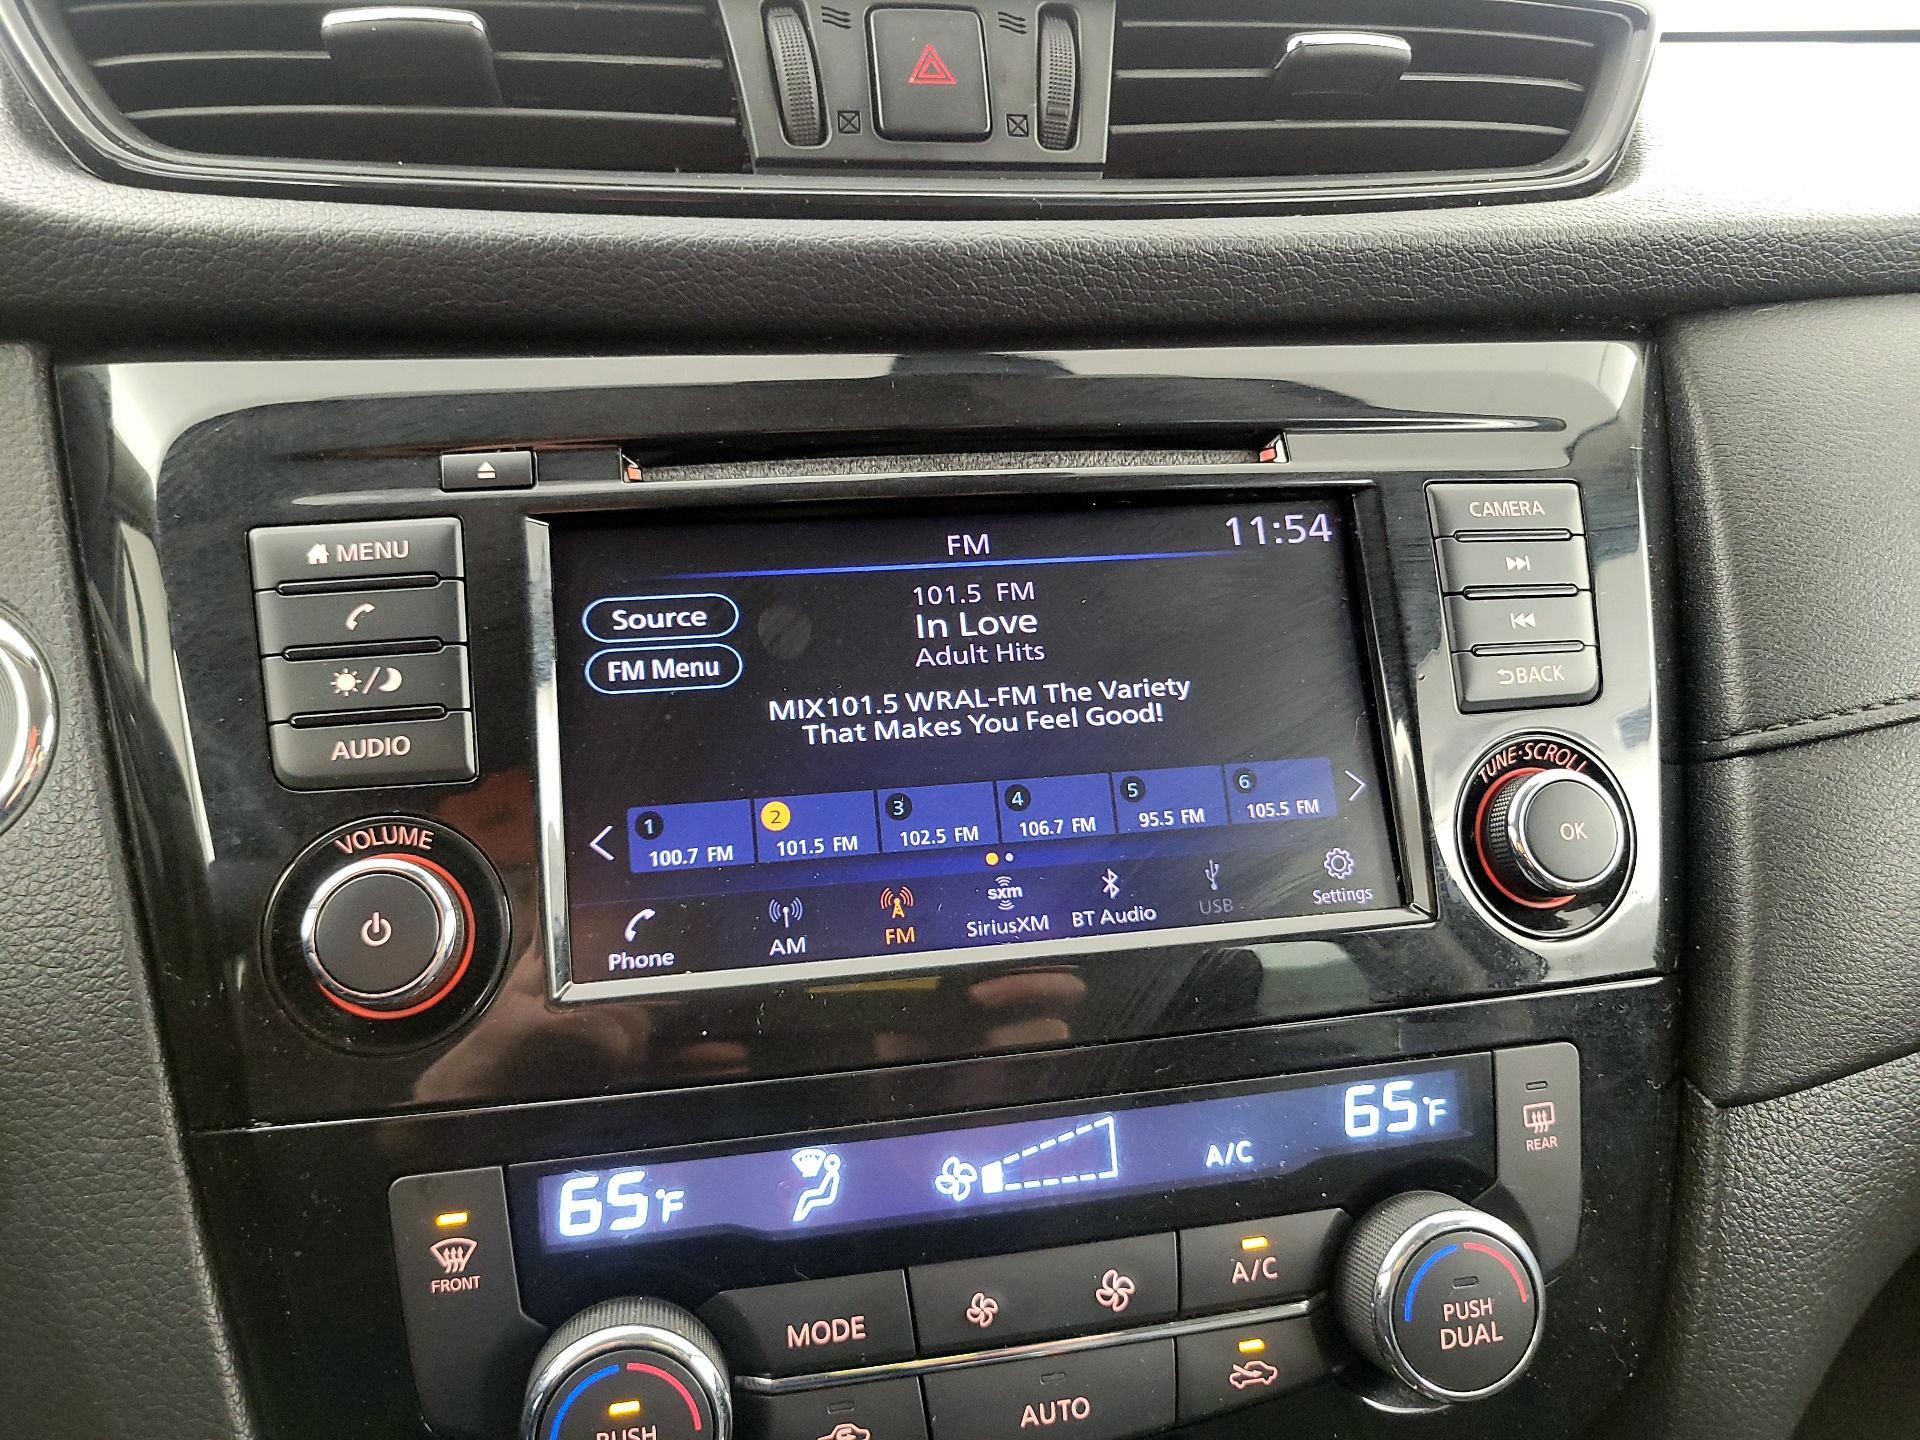 MENU
AUDIO
VOLUME
CAMERA
BACK
TUNE·SCROLL
OK
FM
11:54
Source
FM Menu
101.5 FM
In Love
Adult Hits
MIX101.5 WRAL-FM The Variety
That Makes You Feel Good!
1
100.7 FM
2
101.5 FM
3
102.5 FM
4
106.7 FM
5
95.5 FM
6
105.5 FM
Phone
AM
FM
sxm
SiriusXM
BT Audio
USB
Settings
65°F
A/C
65°F
REAR
FRONT
MODE
A/C
PUSH
DUAL
AUTO
PUSH